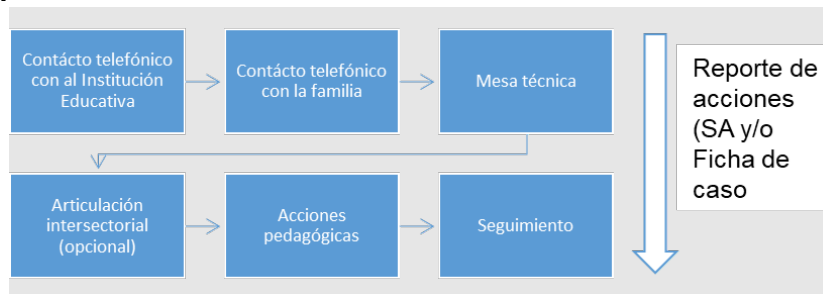 Contácto telefónico
con al Institución
Educativa
Contácto telefónico
con la familia
Mesa técnica
Articulación
intersectorial
(opcional)
Acciones
pedagógicas
Seguimiento
Reporte de
acciones
(SA y/o
Ficha de
caso